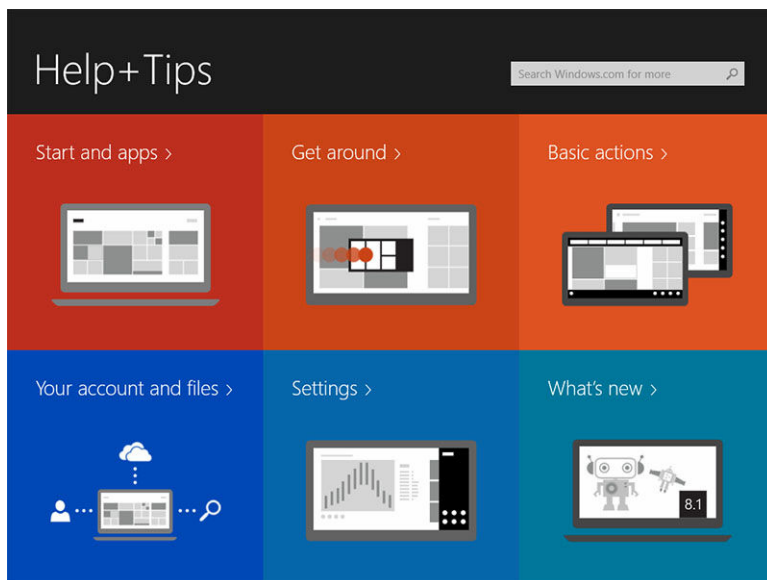 Help+Tips
Search Windows.com for more
Start and apps >
Get around >
Basic actions >
Your account and files >
Settings >
What's new >
8.1